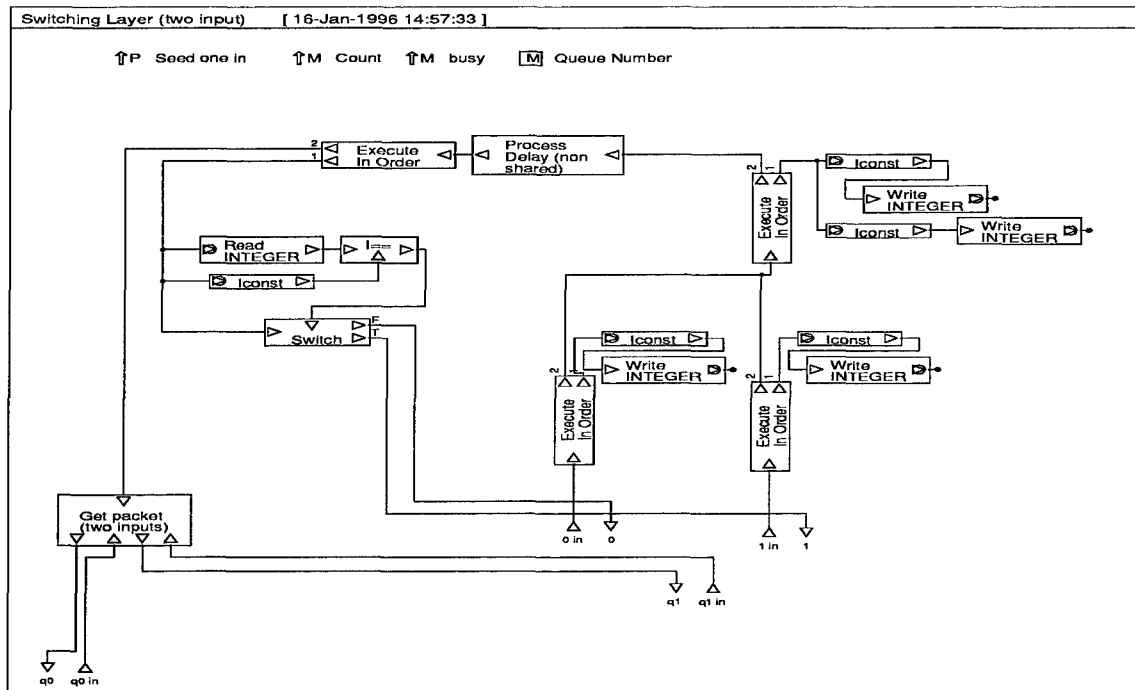 Switching Layer (two input) [ 16-Jan-1996 14:57:33 ]
⇧P Seed one in ⇧M Count ⇧M busy M Queue Number
2
1
Execute
In Order
Process
Delay (non
shared)
2
1
Execute
In Order
Iconst
Write
INTEGER
Iconst
Write
INTEGER
Read
INTEGER
I==
Iconst
Switch
F
T
2
1
Execute
In Order
Iconst
Write
INTEGER
2
1
Execute
In Order
Iconst
Write
INTEGER
Get packet
(two inputs)
0 in
0
1 in
1
q1
q1 in
q0
q0 in